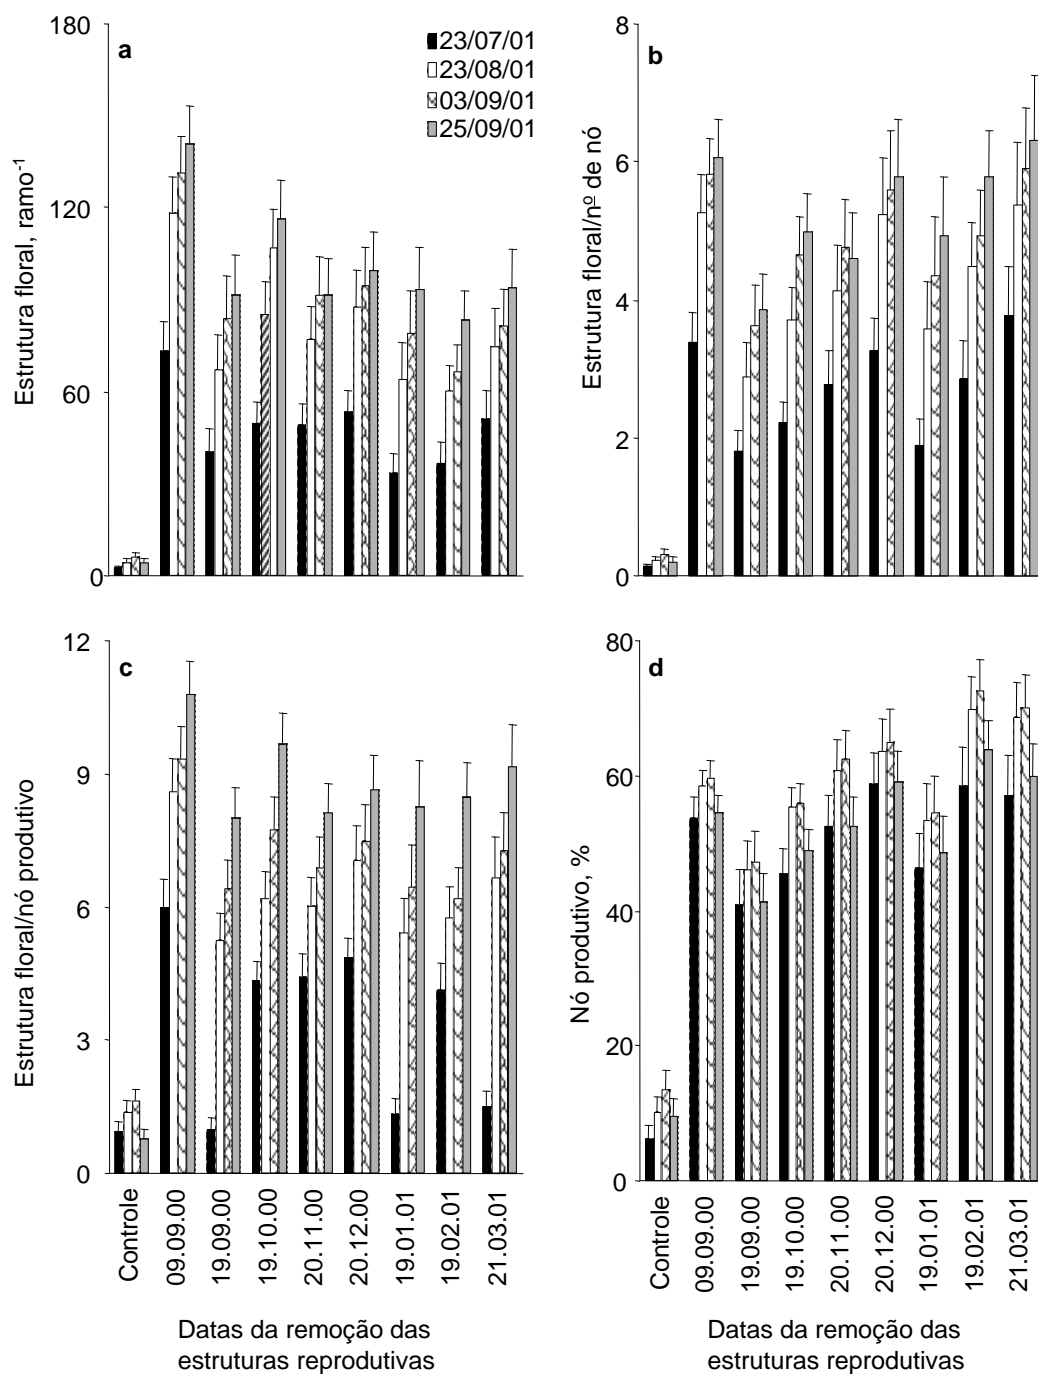 180
120
60
0
Estrutura floral, ramo⁻¹
a
23/07/01
23/08/01
03/09/01
25/09/01
8
6
4
2
0
Estrutura floral/nº de nó
b
12
9
6
3
0
Estrutura floral/nó produtivo
c
Controle
09.09.00
19.09.00
19.10.00
20.11.00
20.12.00
19.01.01
19.02.01
21.03.01
Datas da remoção das
estruturas reprodutivas
80
60
40
20
0
Nó produtivo, %
d
Controle
09.09.00
19.09.00
19.10.00
20.11.00
20.12.00
19.01.01
19.02.01
21.03.01
Datas da remoção das
estruturas reprodutivas